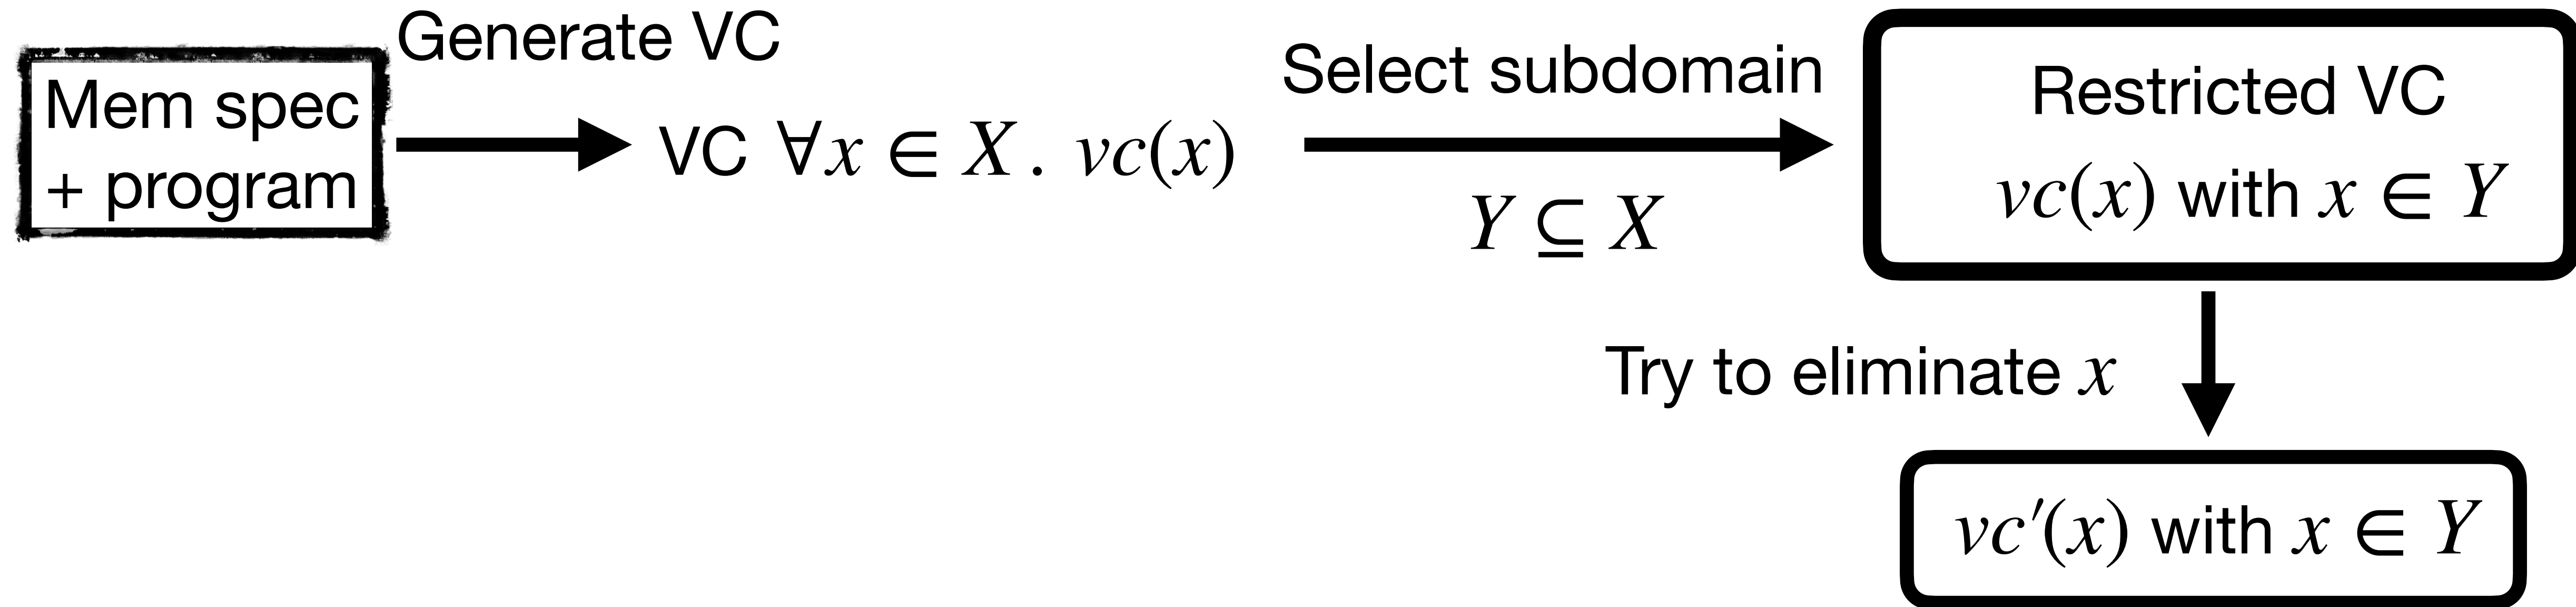 Generate VC
Mem spec
+ program
VC ∀x ∈ X . vc(x)
Select subdomain
Y ⊆ X
Restricted VC
vc(x) with x ∈ Y
Try to eliminate x
vc′(x) with x ∈ Y